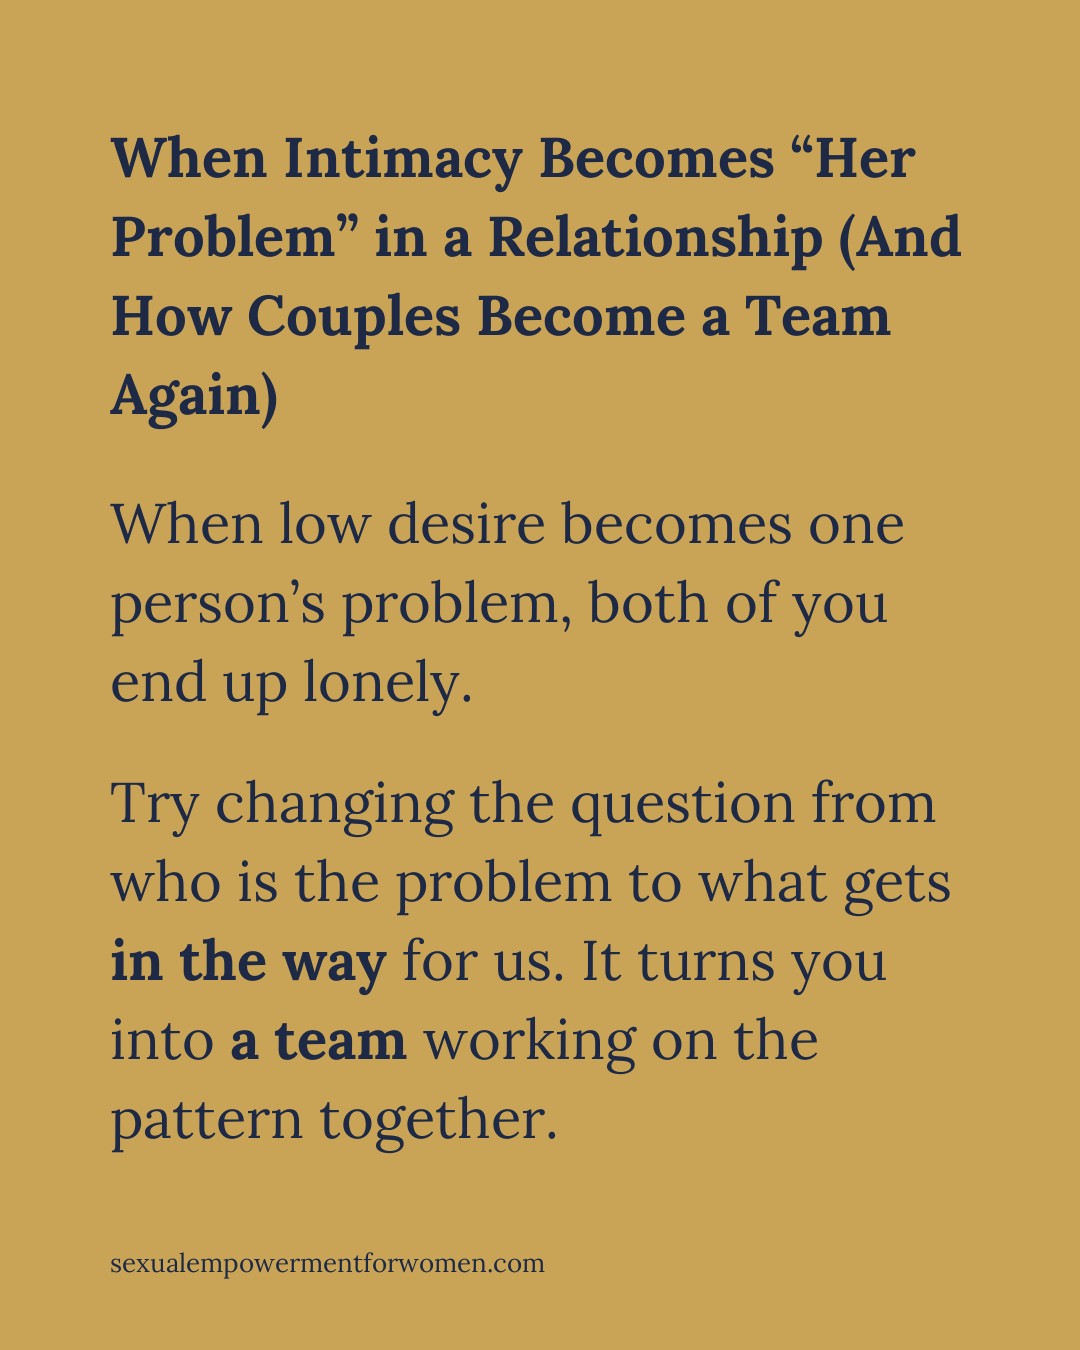 When Intimacy Becomes “Her
Problem” in a Relationship (And
How Couples Become a Team
Again)
When low desire becomes one
person’s problem, both of you
end up lonely.
Try changing the question from
who is the problem to what gets
in the way for us. It turns you
into a team working on the
pattern together.
sexualempowermentforwomen.com